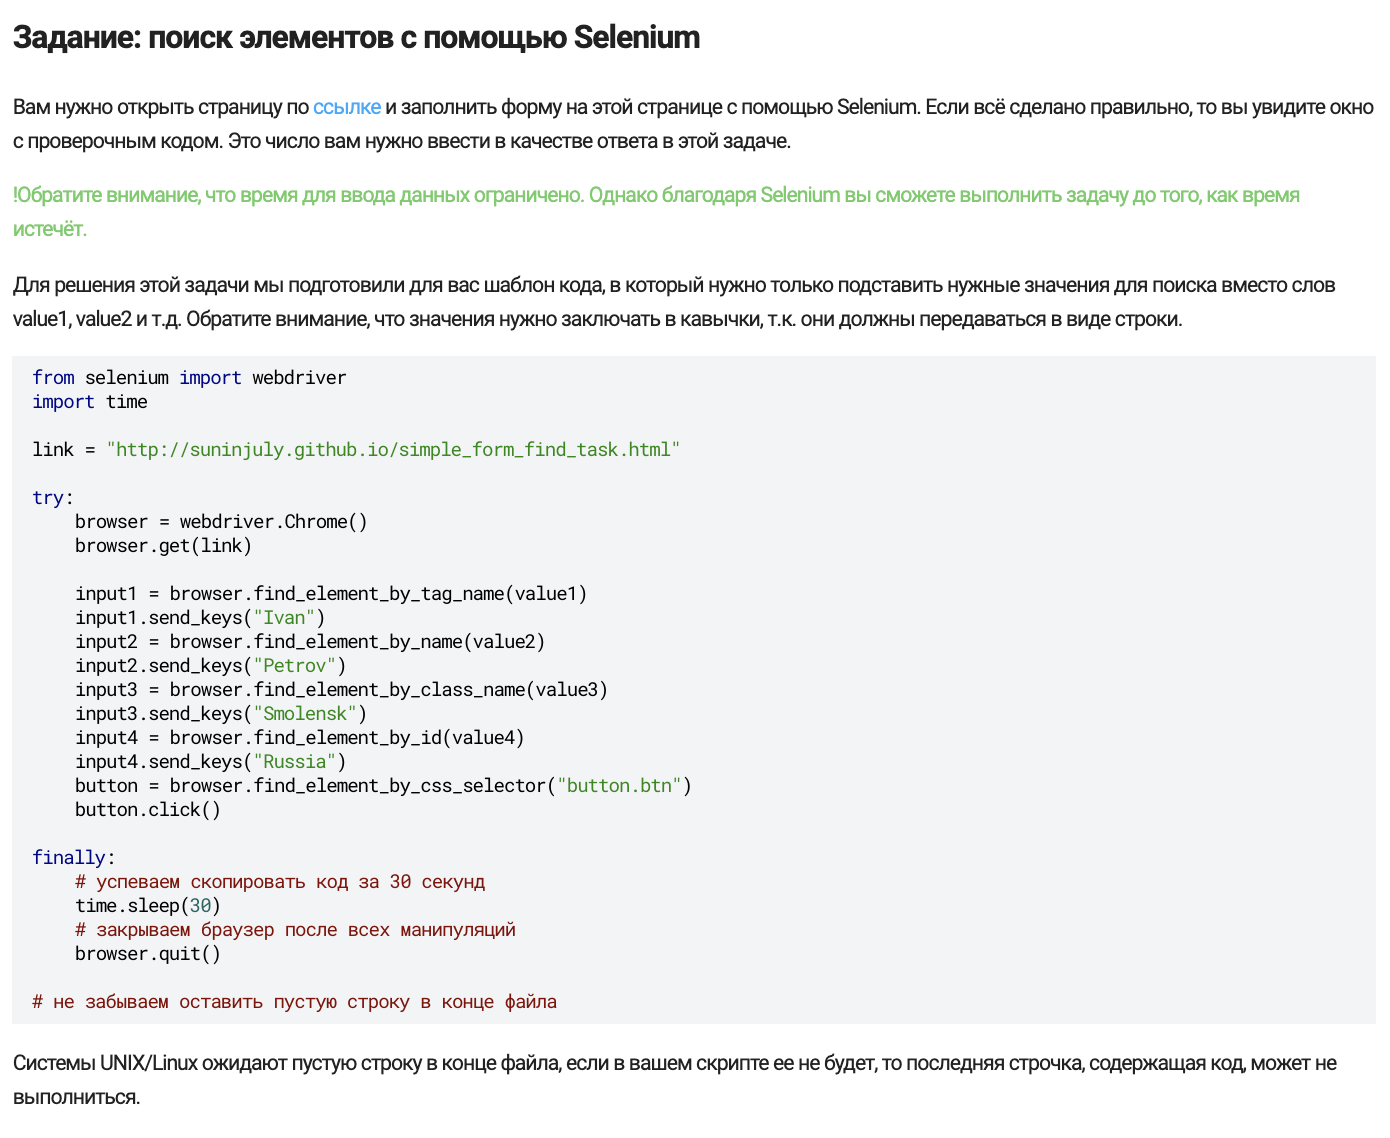 Задание: поиск элементов с помощью Selenium
Вам нужно открыть страницу по ссылке и заполнить форму на этой странице с помощью Selenium. Если всё сделано правильно, то вы увидите окно
с проверочным кодом. Это число вам нужно ввести в качестве ответа в этой задаче.
!Обратите внимание, что время для ввода данных ограничено. Однако благодаря Selenium вы сможете выполнить задачу до того, как время
истечёт.
Для решения этой задачи мы подготовили для вас шаблон кода, в который нужно только подставить нужные значения для поиска вместо слов
value1, value2 и т.д. Обратите внимание, что значения нужно заключать в кавычки, т.к. они должны передаваться в виде строки.
from selenium import webdriver
import time
link = "http://suninjuly.github.io/simple_form_find_task.html"
try:
    browser = webdriver.Chrome()
    browser.get(link)
    input1 = browser.find_element_by_tag_name(value1)
    input1.send_keys("Ivan")
    input2 = browser.find_element_by_name(value2)
    input2.send_keys("Petrov")
    input3 = browser.find_element_by_class_name(value3)
    input3.send_keys("Smolensk")
    input4 = browser.find_element_by_id(value4)
    input4.send_keys("Russia")
    button = browser.find_element_by_css_selector("button.btn")
    button.click()
finally:
    # успеваем скопировать код за 30 секунд
    time.sleep(30)
    # закрываем браузер после всех манипуляций
    browser.quit()
# не забываем оставить пустую строку в конце файла
Системы UNIX/Linux ожидают пустую строку в конце файла, если в вашем скрипте ее не будет, то последняя строчка, содержащая код, может не
выполниться.